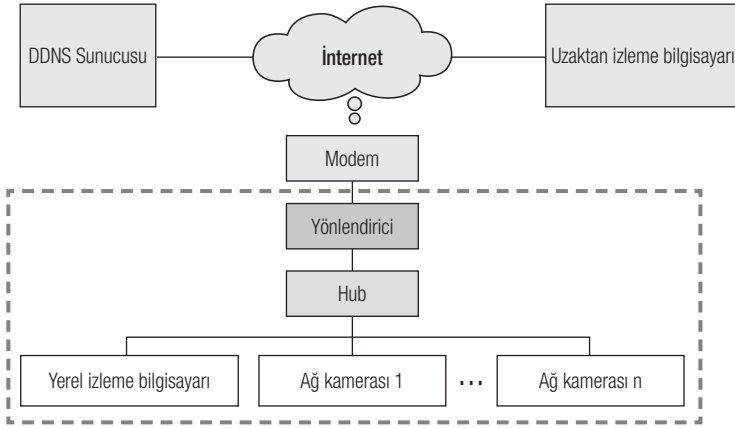 DDNS Sunucusu
İnternet
Uzaktan izleme bilgisayarı
Modem
Yönlendirici
Hub
Yerel izleme bilgisayarı
Ağ kamerası 1
...
Ağ kamerası n